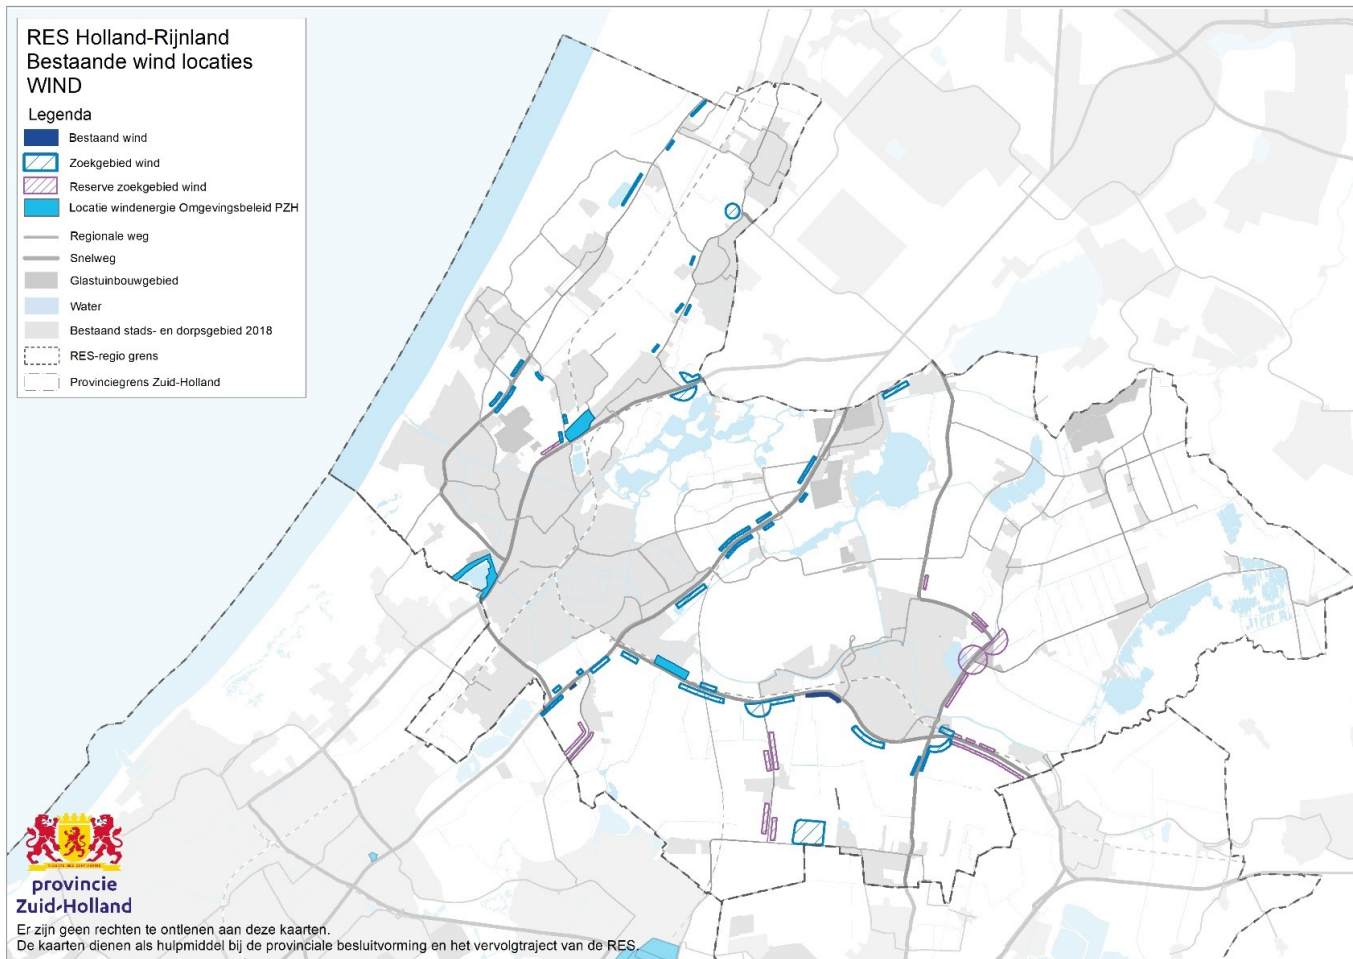 RES Holland-Rijnland
Bestaande wind locaties
WIND
Legenda
Bestaand wind
Zoekgebied wind
Reserve zoekgebied wind
Locatie windenergie Omgevingsbeleid PZH
Regionale weg
Snelweg
Glastuinbouwgebied
Water
Bestaand stads- en dorpsgebied 2018
RES-regio grens
Provinciegrens Zuid-Holland
provincie
Zuid-Holland
Er zijn geen rechten te ontlenen aan deze kaarten.
De kaarten dienen als hulpmiddel bij de provinciale besluitvorming en het vervolgtraject van de RES.